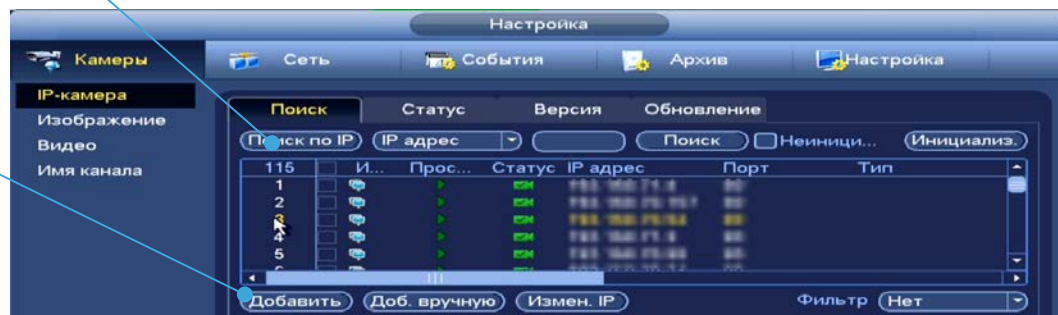 Настройка
Камеры Сеть События Архив Настройка
IP-камера
Изображение
Видео
Имя канала
Поиск Статус Версия Обновление
Поиск по IP IP адрес Поиск Неиници... Инициализ.
115 И... Прос... Статус IP адрес Порт Тип
1
2
3
4
5
Добавить Доб. вручную Измен. IP Фильтр Нет